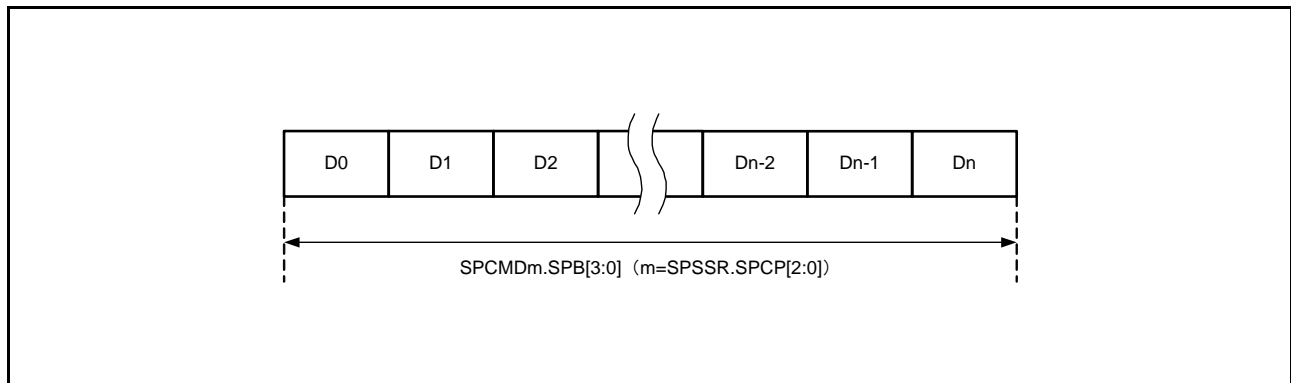 D0 D1 D2 Dn-2 Dn-1 Dn
SPCMDm.SPB[3:0]（m=SPSSR.SPCP[2:0]）